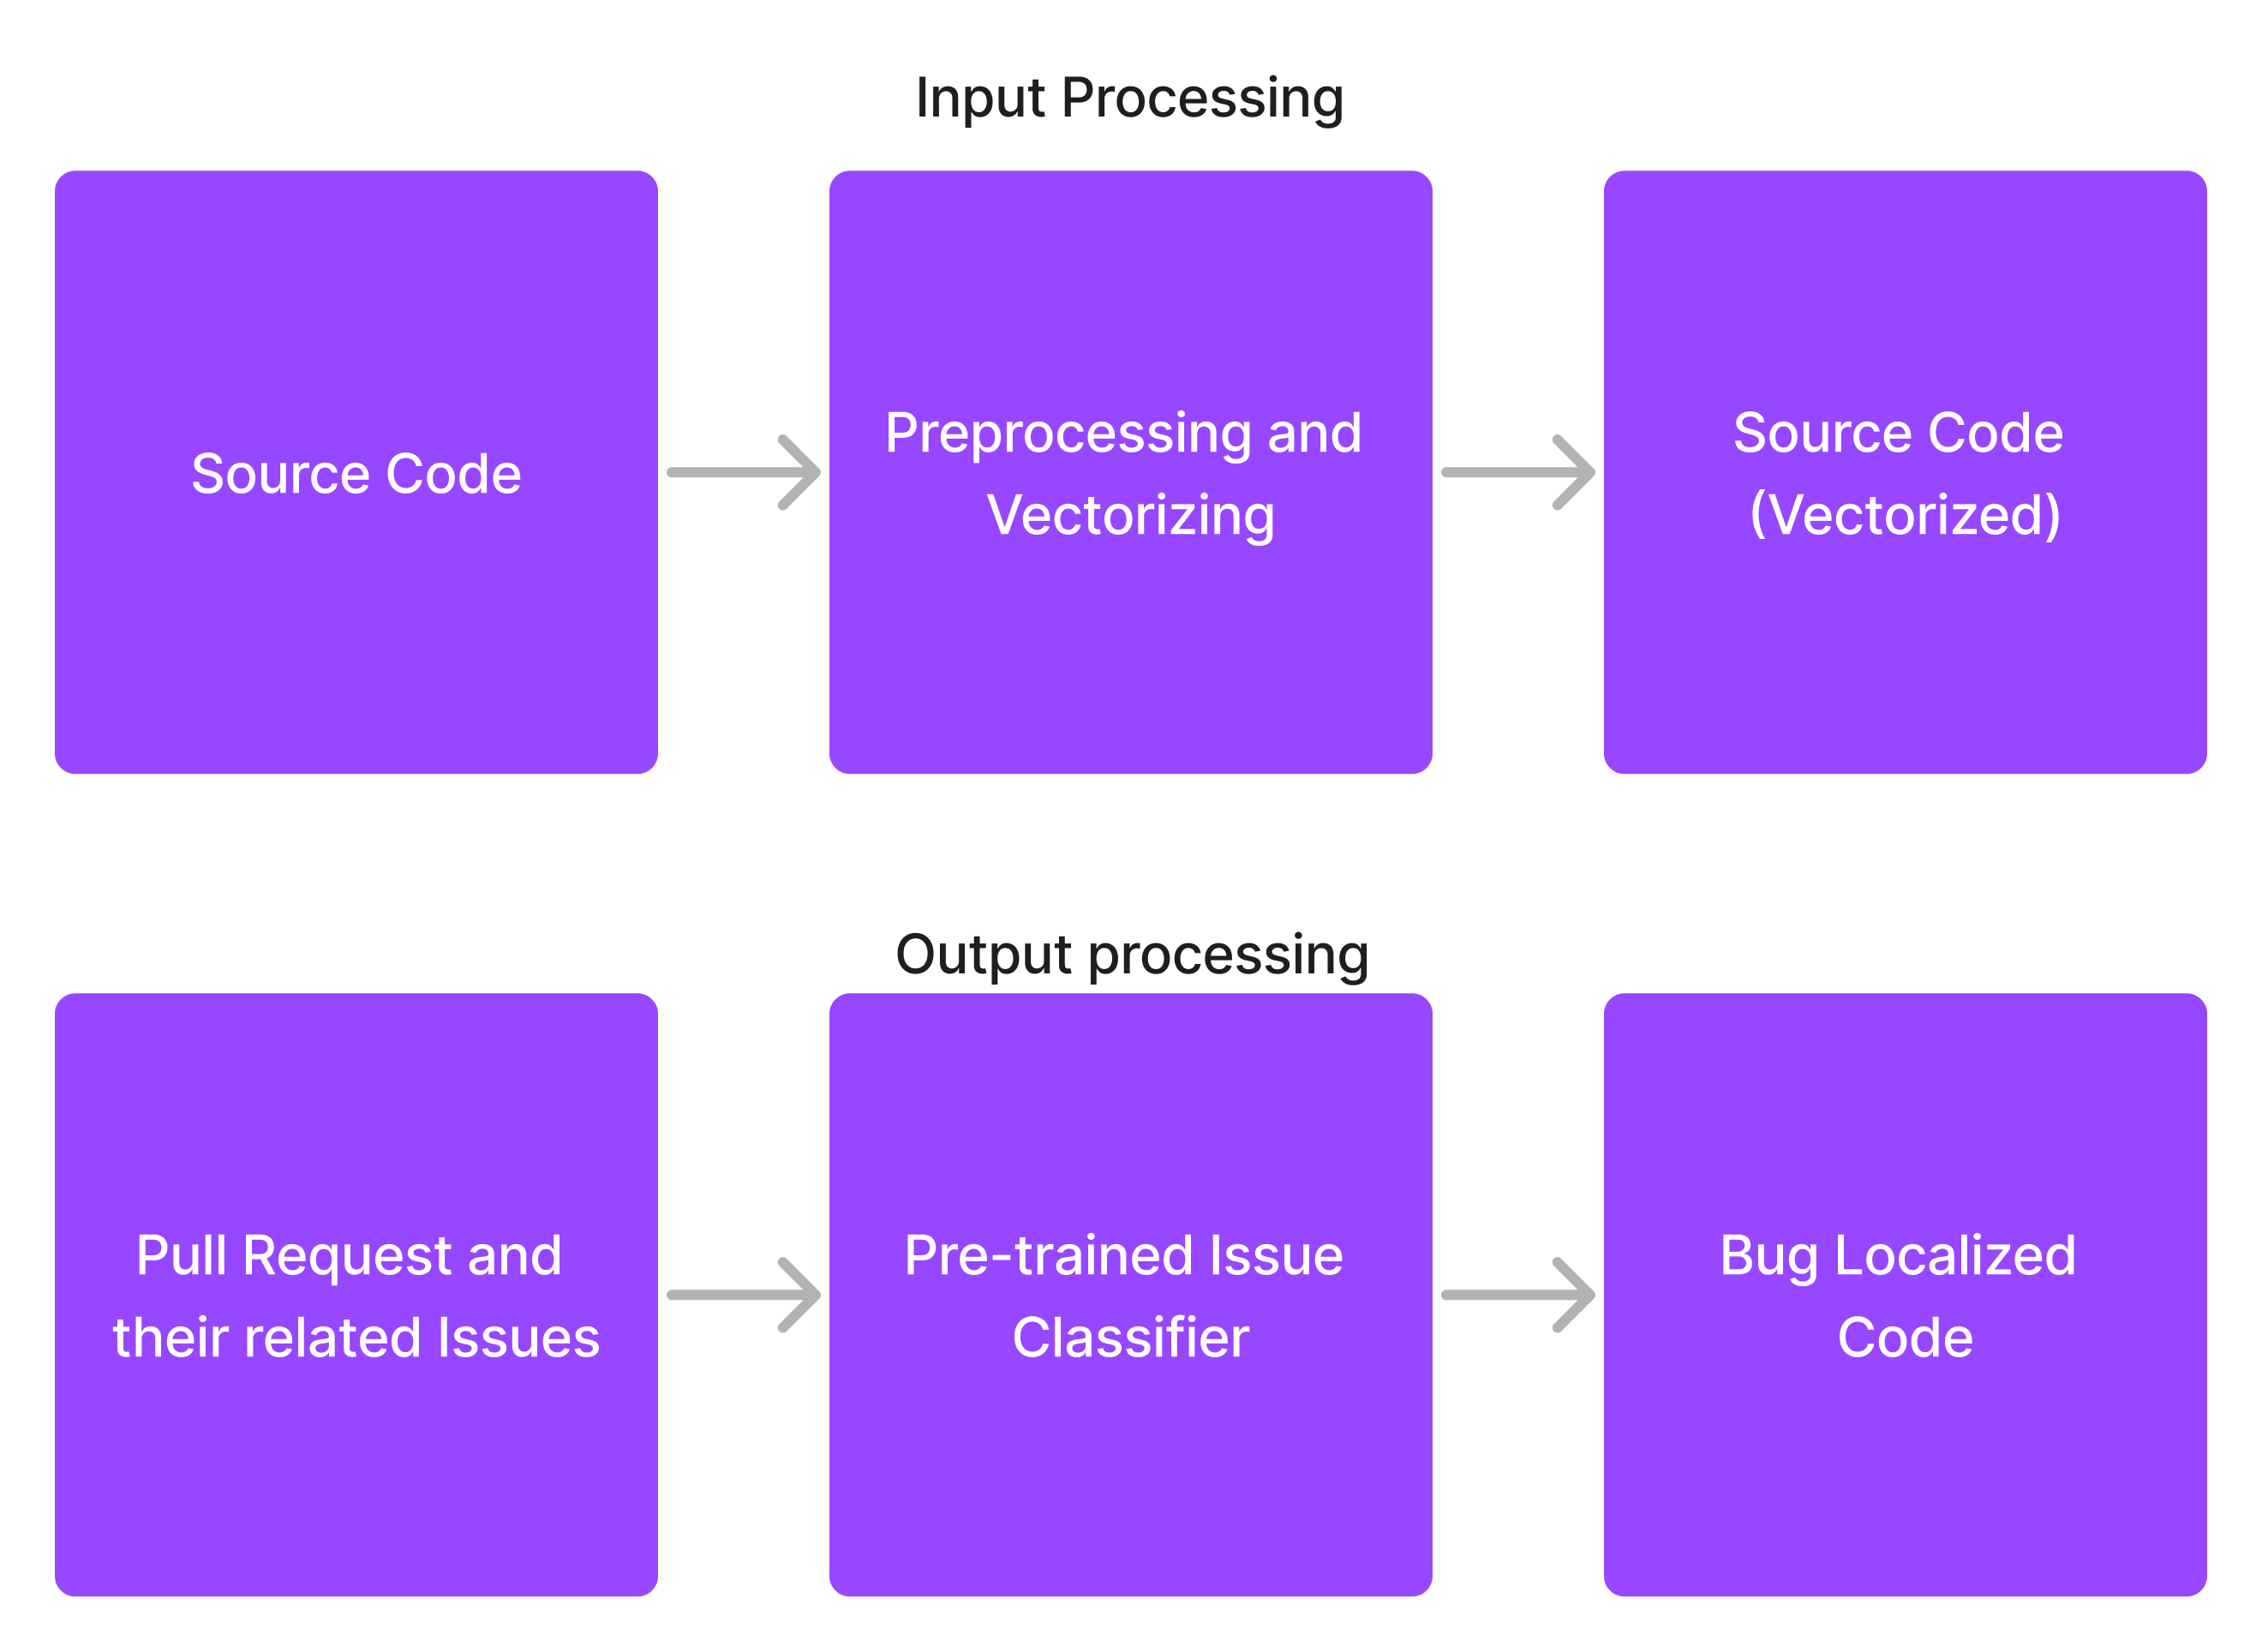 Input Processing
Source Code
Preprocessing and
Vectorizing
Source Code
(Vectorized)
Output processing
Pull Request and
their related Issues
Pre-trained Issue
Classifier
Bug Localized
Code